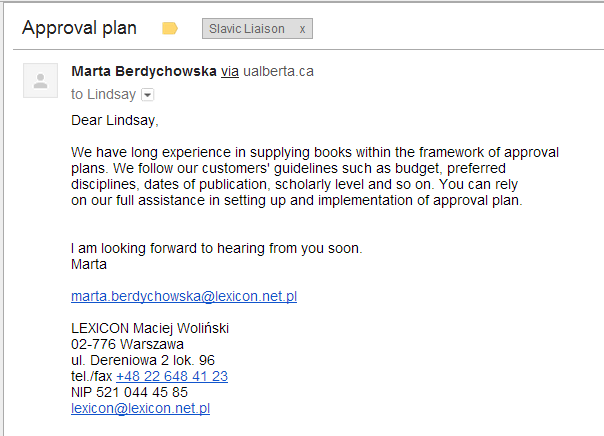 Approval plan
Slavic Liaison x
Marta Berdychowska via ualberta.ca
to Lindsay
Dear Lindsay,
We have long experience in supplying books within the framework of approval
plans. We follow our customers' guidelines such as budget, preferred
disciplines, dates of publication, scholarly level and so on. You can rely
on our full assistance in setting up and implementation of approval plan.
I am looking forward to hearing from you soon.
Marta
marta.berdychowska@lexicon.net.pl
LEXICON Maciej Woliński
02-776 Warszawa
ul. Dereniowa 2 lok. 96
tel./fax +48 22 648 41 23
NIP 521 044 45 85
lexicon@lexicon.net.pl